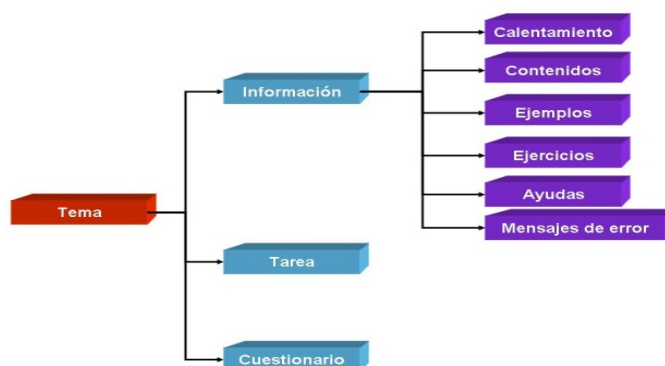 Tema
Información
Tarea
Cuestionario
Calentamiento
Contenidos
Ejemplos
Ejercicios
Ayudas
Mensajes de error